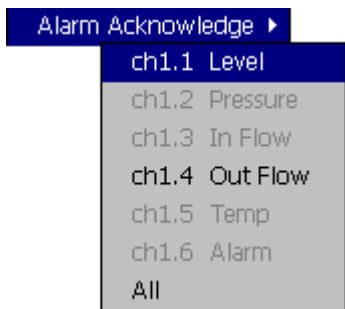 Alarm Acknowledge
ch1.1 Level
ch1.2 Pressure
ch1.3 In Flow
ch1.4 Out Flow
ch1.5 Temp
ch1.6 Alarm
All